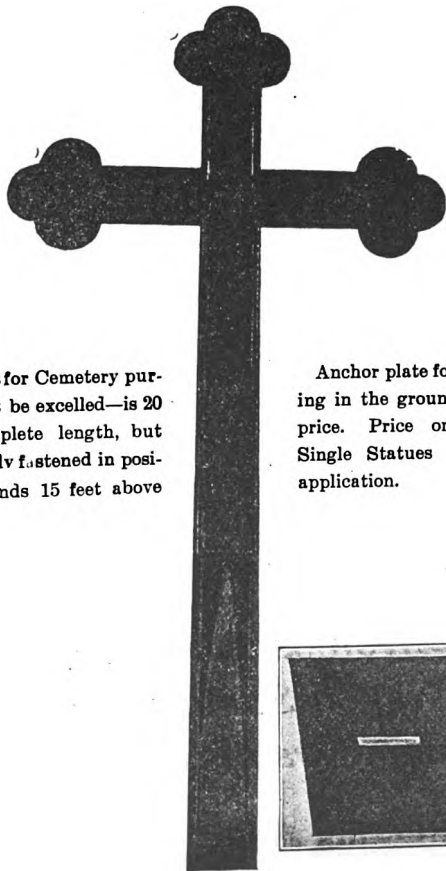 for Cemetery pur-
be excelled—is 20
plete length, but
fastened in posi-
nds 15 feet above
Anchor plate fo
ing in the groun
price. Price on
Single Statues
application.